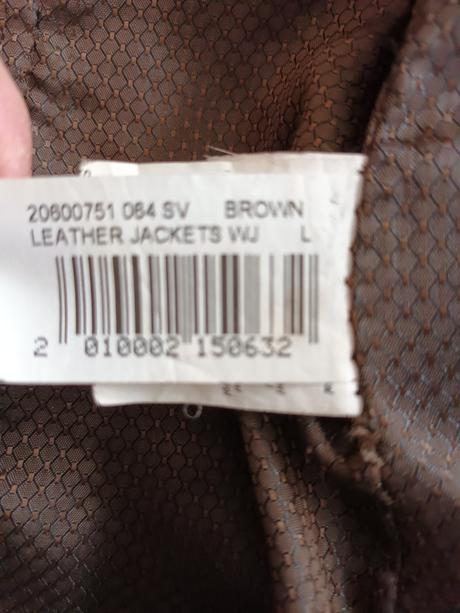 20600751 064 SV BROWN
LEATHER JACKETS WJ L
2 010002 150632